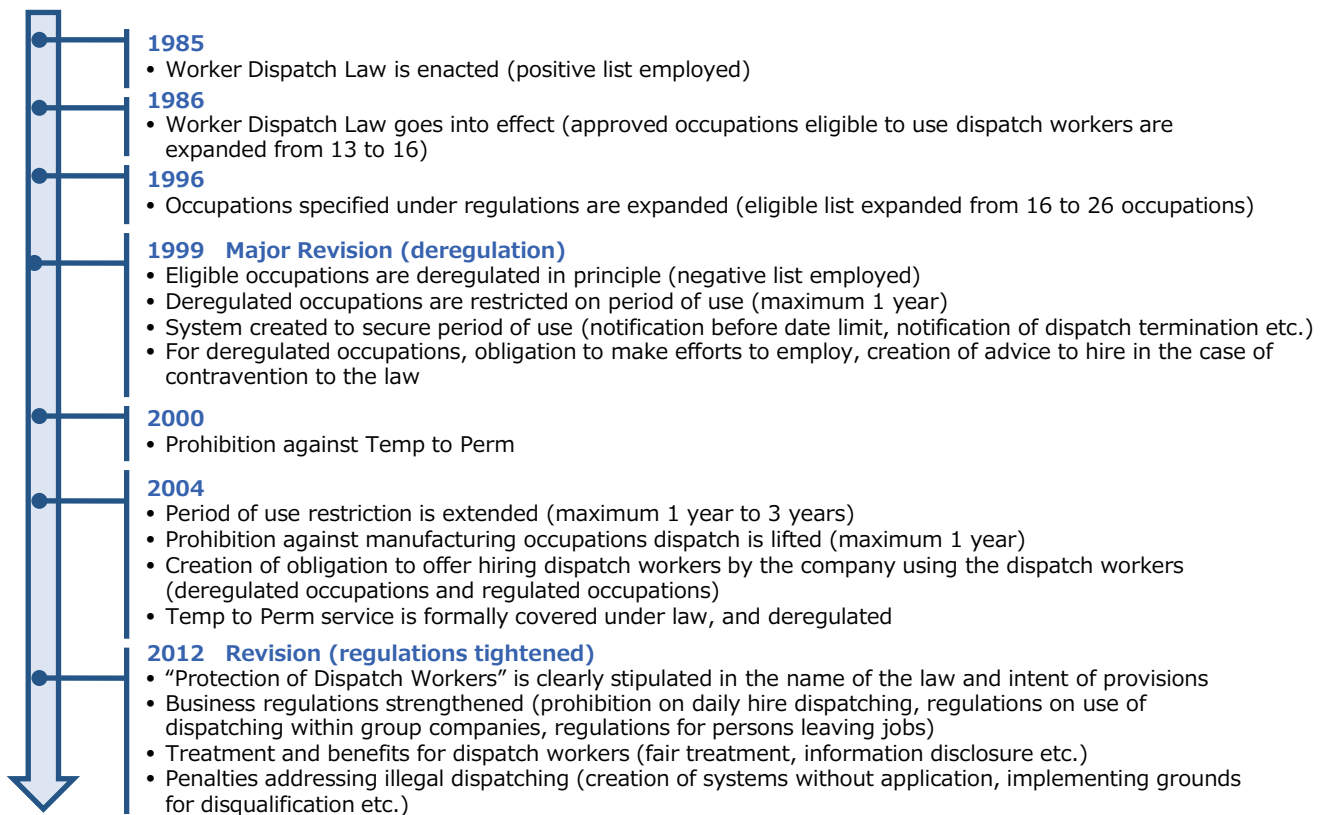 1985
• Worker Dispatch Law is enacted (positive list employed)
1986
• Worker Dispatch Law goes into effect (approved occupations eligible to use dispatch workers are
expanded from 13 to 16)
1996
• Occupations specified under regulations are expanded (eligible list expanded from 16 to 26 occupations)
1999 Major Revision (deregulation)
• Eligible occupations are deregulated in principle (negative list employed)
• Deregulated occupations are restricted on period of use (maximum 1 year)
• System created to secure period of use (notification before date limit, notification of dispatch termination etc.)
• For deregulated occupations, obligation to make efforts to employ, creation of advice to hire in the case of
contravention to the law
2000
• Prohibition against Temp to Perm
2004
• Period of use restriction is extended (maximum 1 year to 3 years)
• Prohibition against manufacturing occupations dispatch is lifted (maximum 1 year)
• Creation of obligation to offer hiring dispatch workers by the company using the dispatch workers
(deregulated occupations and regulated occupations)
• Temp to Perm service is formally covered under law, and deregulated
2012 Revision (regulations tightened)
• “Protection of Dispatch Workers” is clearly stipulated in the name of the law and intent of provisions
• Business regulations strengthened (prohibition on daily hire dispatching, regulations on use of
dispatching within group companies, regulations for persons leaving jobs)
• Treatment and benefits for dispatch workers (fair treatment, information disclosure etc.)
• Penalties addressing illegal dispatching (creation of systems without application, implementing grounds
for disqualification etc.)